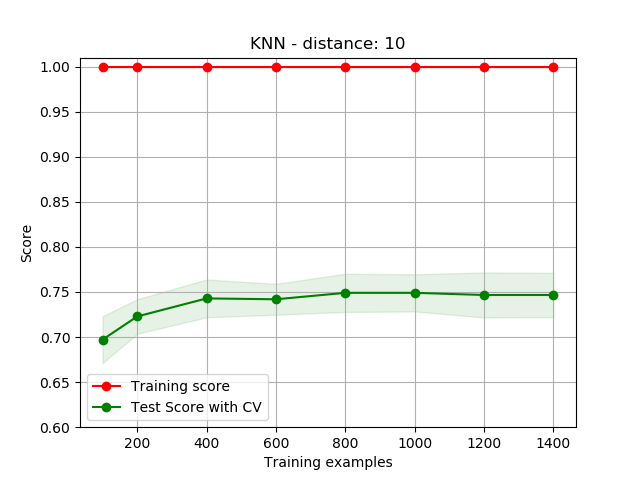 KNN - distance: 10
1.00
0.95
0.90
0.85
0.80
0.75
0.70
0.65
0.60
Score
Training score
Test Score with CV
200 400 600 800 1000 1200 1400
Training examples